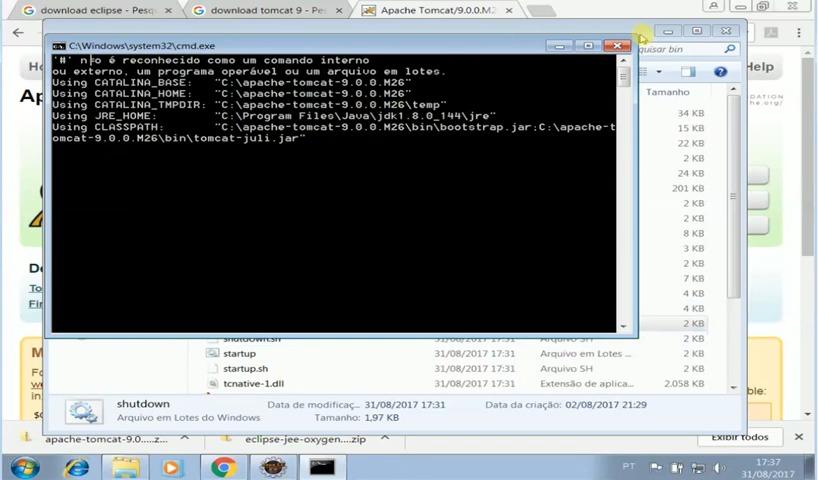 download eclipse - Pesqu
download tomcat 9 - Pes
Apache Tomcat/9.0.0.M2
C:\Windows\system32\cmd.exe
'#' não é reconhecido como um comando interno
ou externo, um programa operável ou um arquivo em lotes.
Using CATALINA_BASE: "C:\apache-tomcat-9.0.0.M26"
Using CATALINA_HOME: "C:\apache-tomcat-9.0.0.M26"
Using CATALINA_TMPDIR: "C:\apache-tomcat-9.0.0.M26\temp"
Using JRE_HOME: "C:\Program Files\Java\jdk1.8.0_144\jre"
Using CLASSPATH: "C:\apache-tomcat-9.0.0.M26\bin\bootstrap.jar;C:\apache-t
omcat-9.0.0.M26\bin\tomcat-juli.jar"
quisar bin
Ho
Help
Ap
NDATION
Tamanho
34 KB
15 KB
22 KB
24 KB
201 KB
2 KB
2 KB
8 KB
3 KB
2 KB
7 KB
4 KB
4 KB
2 KB
De
To
Fir
M
Fo
w
$C
ble:
shutdown.sh 31/08/2017 17:31 Arquivo SH 2 KB
startup 31/08/2017 17:31 Arquivo em Lotes ... 2 KB
startup.sh 31/08/2017 17:31 Arquivo SH 2 KB
tcnative-1.dll 31/08/2017 17:31 Extensão de aplica... 2.058 KB
shutdown Data de modificaç... 31/08/2017 17:31 Data da criação: 02/08/2017 21:29
Arquivo em Lotes do Windows Tamanho: 1,97 KB
apache-tomcat-9.0.....z...
eclipse-jee-oxygen....zip
Exibir todos
PT
17:37
31/08/2017